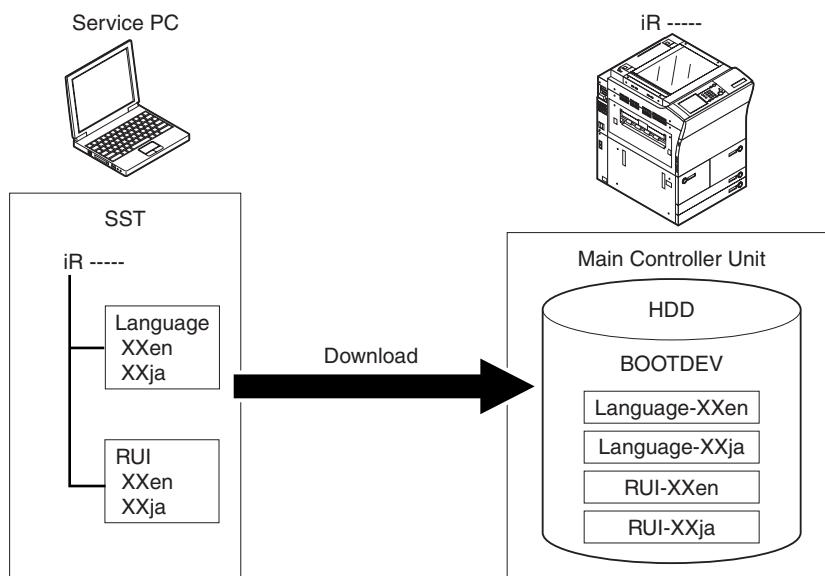 Service PC
iR -----
SST
iR -----
Language
XXen
XXja
RUI
XXen
XXja
Download
Main Controller Unit
HDD
BOOTDEV
Language-XXen
Language-XXja
RUI-XXen
RUI-XXja